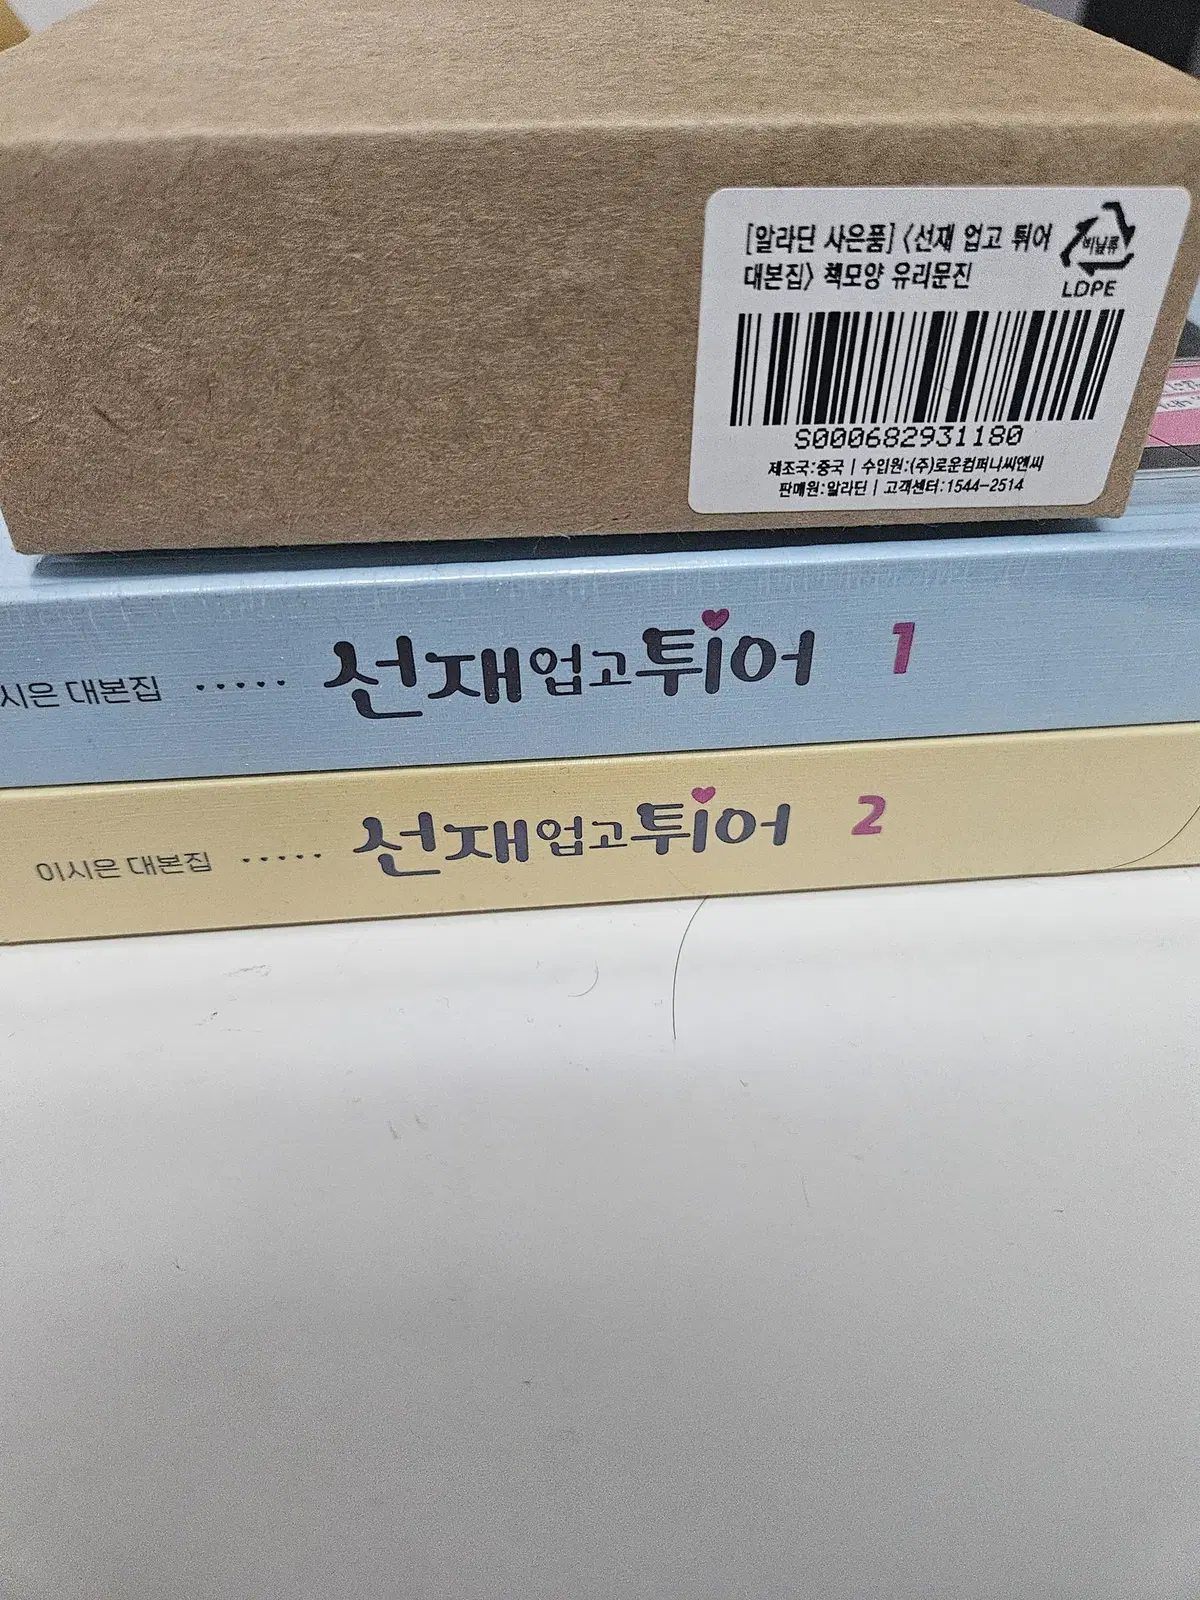 [알라딘 사은품] <선재 업고 튀어
대본집> 책모양 유리문진
비닐류
LDPE
S000682931180
제조국:중국 | 수입원:(주)로운컴퍼니씨앤씨
판매원:알라딘 | 고객센터:1544-2514
시은 대본집 ····· 선재 업고 튀어 1
이시은 대본집 ····· 선재 업고 튀어 2